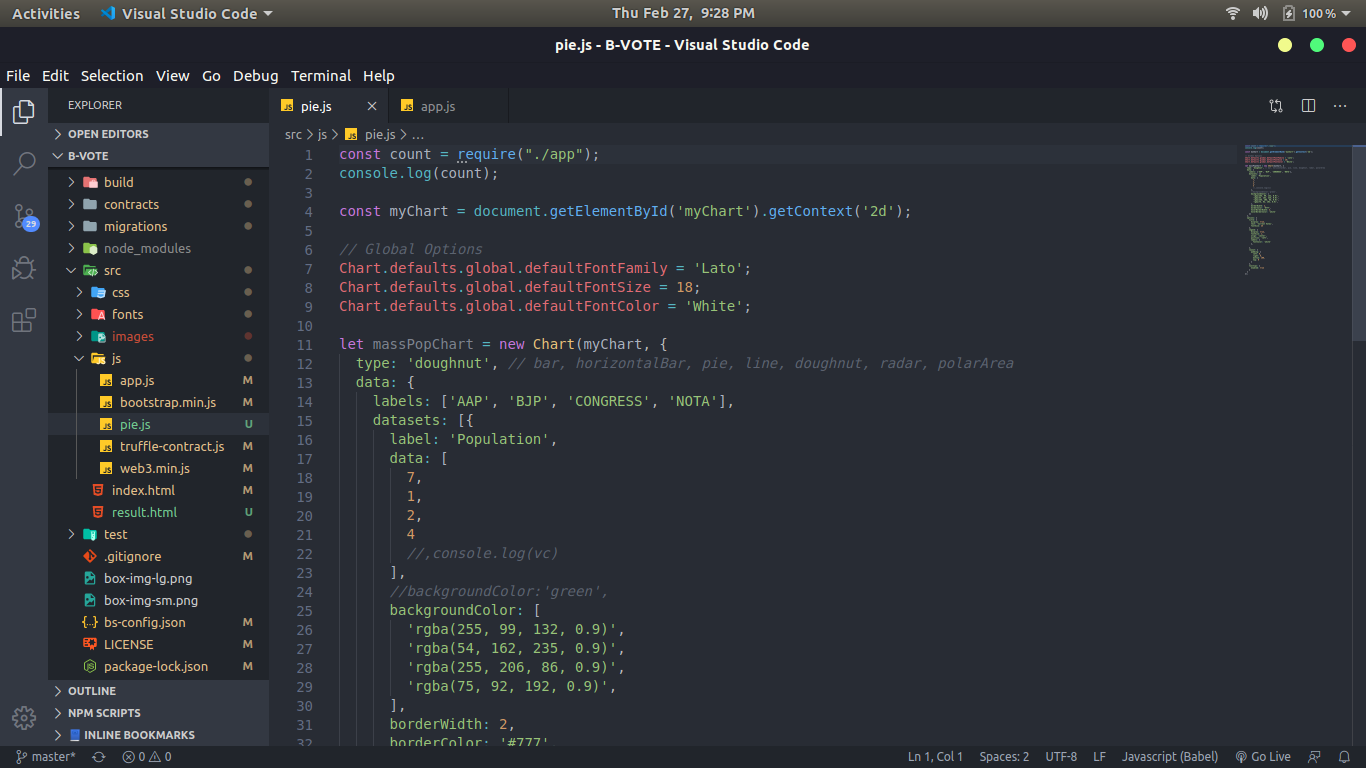 Activities Visual Studio Code Thu Feb 27, 9:28 PM 100 %
pie.js - B-VOTE - Visual Studio Code
File Edit Selection View Go Debug Terminal Help
EXPLORER
OPEN EDITORS
B-VOTE
build
contracts
migrations
node_modules
src
css
fonts
images
js
app.js M
bootstrap.min.js M
pie.js U
truffle-contract.js M
web3.min.js M
index.html M
result.html U
test
.gitignore M
box-img-lg.png
box-img-sm.png
bs-config.json M
LICENSE M
package-lock.json M
OUTLINE
NPM SCRIPTS
INLINE BOOKMARKS
29
pie.js app.js
src > js > pie.js > ...
1 const count = require("./app");
2 console.log(count);
3
4 const myChart = document.getElementById('myChart').getContext('2d');
5
6 // Global Options
7 Chart.defaults.global.defaultFontFamily = 'Lato';
8 Chart.defaults.global.defaultFontSize = 18;
9 Chart.defaults.global.defaultFontColor = 'White';
10
11 let massPopChart = new Chart(myChart, {
12 type: 'doughnut', // bar, horizontalBar, pie, line, doughnut, radar, polarArea
13 data: {
14 labels: ['AAP', 'BJP', 'CONGRESS', 'NOTA'],
15 datasets: [{
16 label: 'Population',
17 data: [
18 7,
19 1,
20 2,
21 4
22 //,console.log(vc)
23 ],
24 //backgroundColor:'green',
25 backgroundColor: [
26 'rgba(255, 99, 132, 0.9)',
27 'rgba(54, 162, 235, 0.9)',
28 'rgba(255, 206, 86, 0.9)',
29 'rgba(75, 92, 192, 0.9)',
30 ],
31 borderWidth: 2,
32 borderColor: '#777'
master* 0 0 Ln 1, Col 1 Spaces: 2 UTF-8 LF Javascript (Babel) Go Live